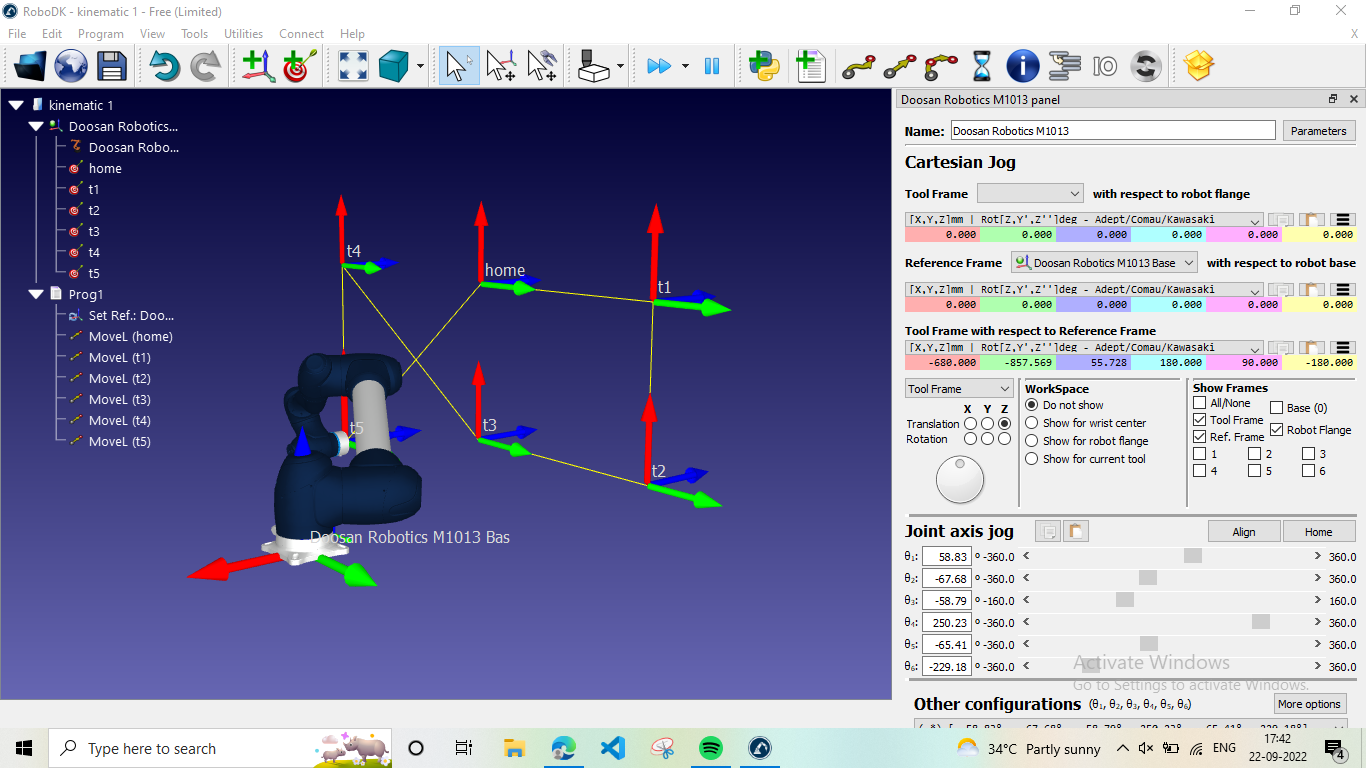 RoboDK - kinematic 1 - Free (Limited)
File Edit Program View Tools Utilities Connect Help X
kinematic 1
Doosan Robotics...
Doosan Robo...
home
t1
t2
t3
t4
t5
Prog1
Set Ref.: Doo...
MoveL (home)
MoveL (t1)
MoveL (t2)
MoveL (t3)
MoveL (t4)
MoveL (t5)
t4
home
t1
t5
t3
t2
Doosan Robotics M1013 Bas
Doosan Robotics M1013 panel
Name: Doosan Robotics M1013 Parameters
Cartesian Jog
Tool Frame with respect to robot flange
[X,Y,Z]mm | Rot[Z,Y',Z'']deg - Adept/Comau/Kawasaki
0.000 0.000 0.000 0.000 0.000 0.000
Reference Frame Doosan Robotics M1013 Base with respect to robot base
[X,Y,Z]mm | Rot[Z,Y',Z'']deg - Adept/Comau/Kawasaki
0.000 0.000 0.000 0.000 0.000 0.000
Tool Frame with respect to Reference Frame
[X,Y,Z]mm | Rot[Z,Y',Z'']deg - Adept/Comau/Kawasaki
-680.000 -857.569 55.728 180.000 90.000 -180.000
Tool Frame
X Y Z
Translation
Rotation
WorkSpace
Do not show
Show for wrist center
Show for robot flange
Show for current tool
Show Frames
All/None Base (0)
Tool Frame Robot Flange
Ref. Frame
1 2 3
4 5 6
Joint axis jog Align Home
θ1: 58.83 º -360.0 < > 360.0
θ2: -67.68 º -360.0 < > 360.0
θ3: -58.79 º -160.0 < > 160.0
θ4: 250.23 º -360.0 < > 360.0
θ5: -65.41 º -360.0 < > 360.0
θ6: -229.18 º -360.0 < > 360.0
Activate Windows
Go to Settings to activate Windows.
Other configurations (θ1, θ2, θ3, θ4, θ5, θ6) More options
Type here to search
34°C Partly sunny ENG 17:42
22-09-2022 4